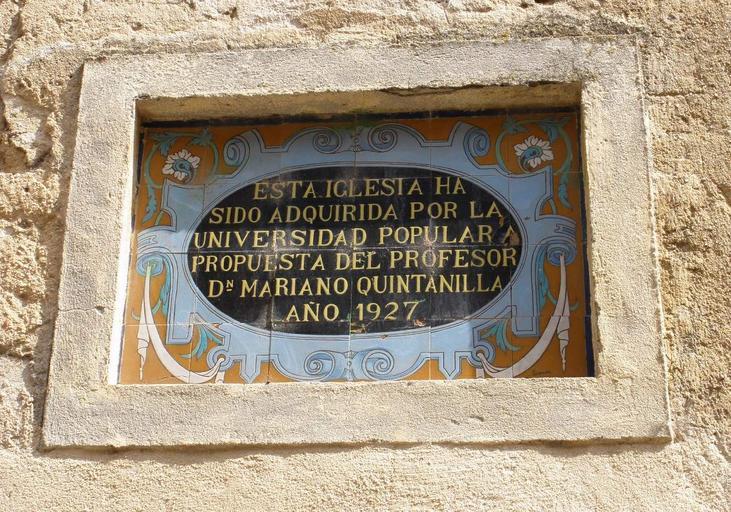 ESTA IGLESIA HA
SIDO ADQUIRIDA POR LA
UNIVERSIDAD POPULAR A
PROPUESTA DEL PROFESOR
Dᴺ MARIANO QUINTANILLA
AÑO 1927